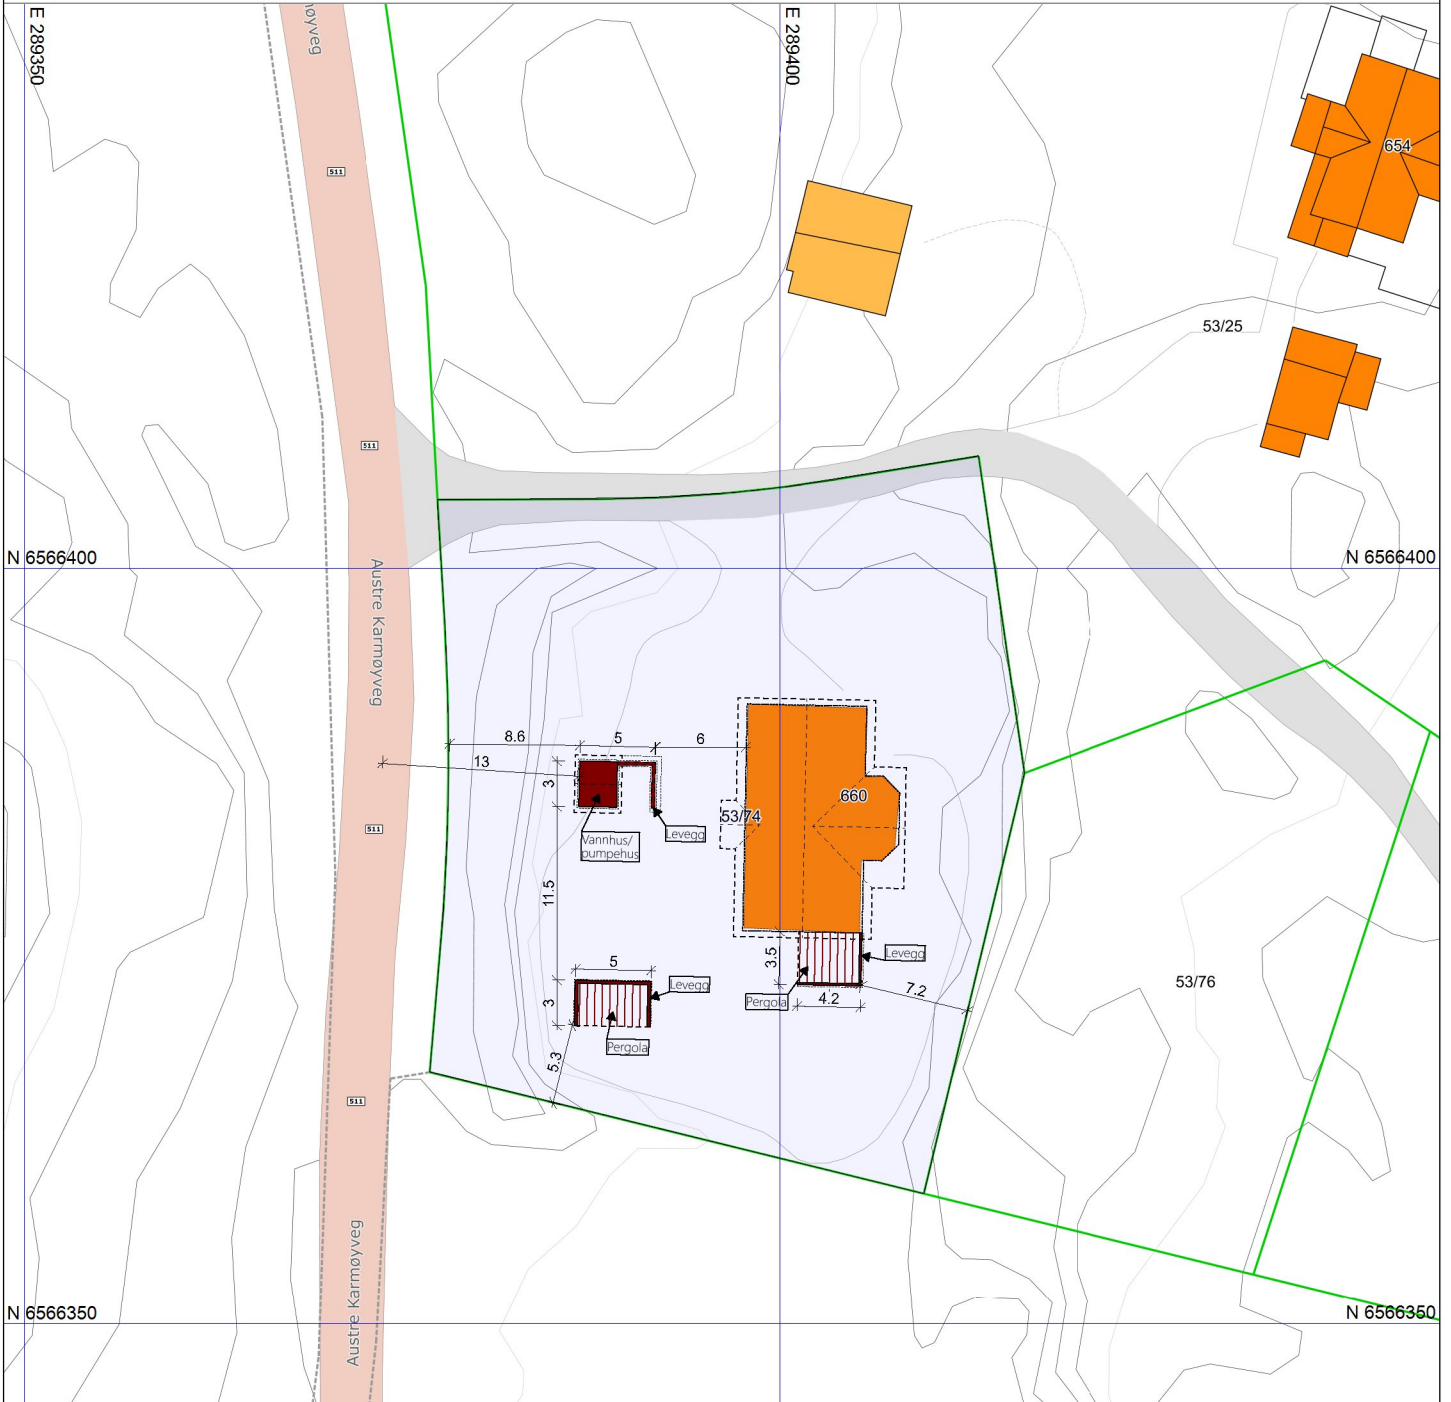 E 289350
E 289400
nøyveg
511
654
53/25
511
N 6566400
N 6566400
Austre Karmøyveg
8.6
5
6
13
3
660
53/74
511
Levegg
Vannhus/
pumpehus
11.5
3.5
Levegg
5
53/76
Levegg
7.2
3
Pergola
4.2
Pergola
5.3
511
Austre Karmøyveg
N 6566350
N 6566350